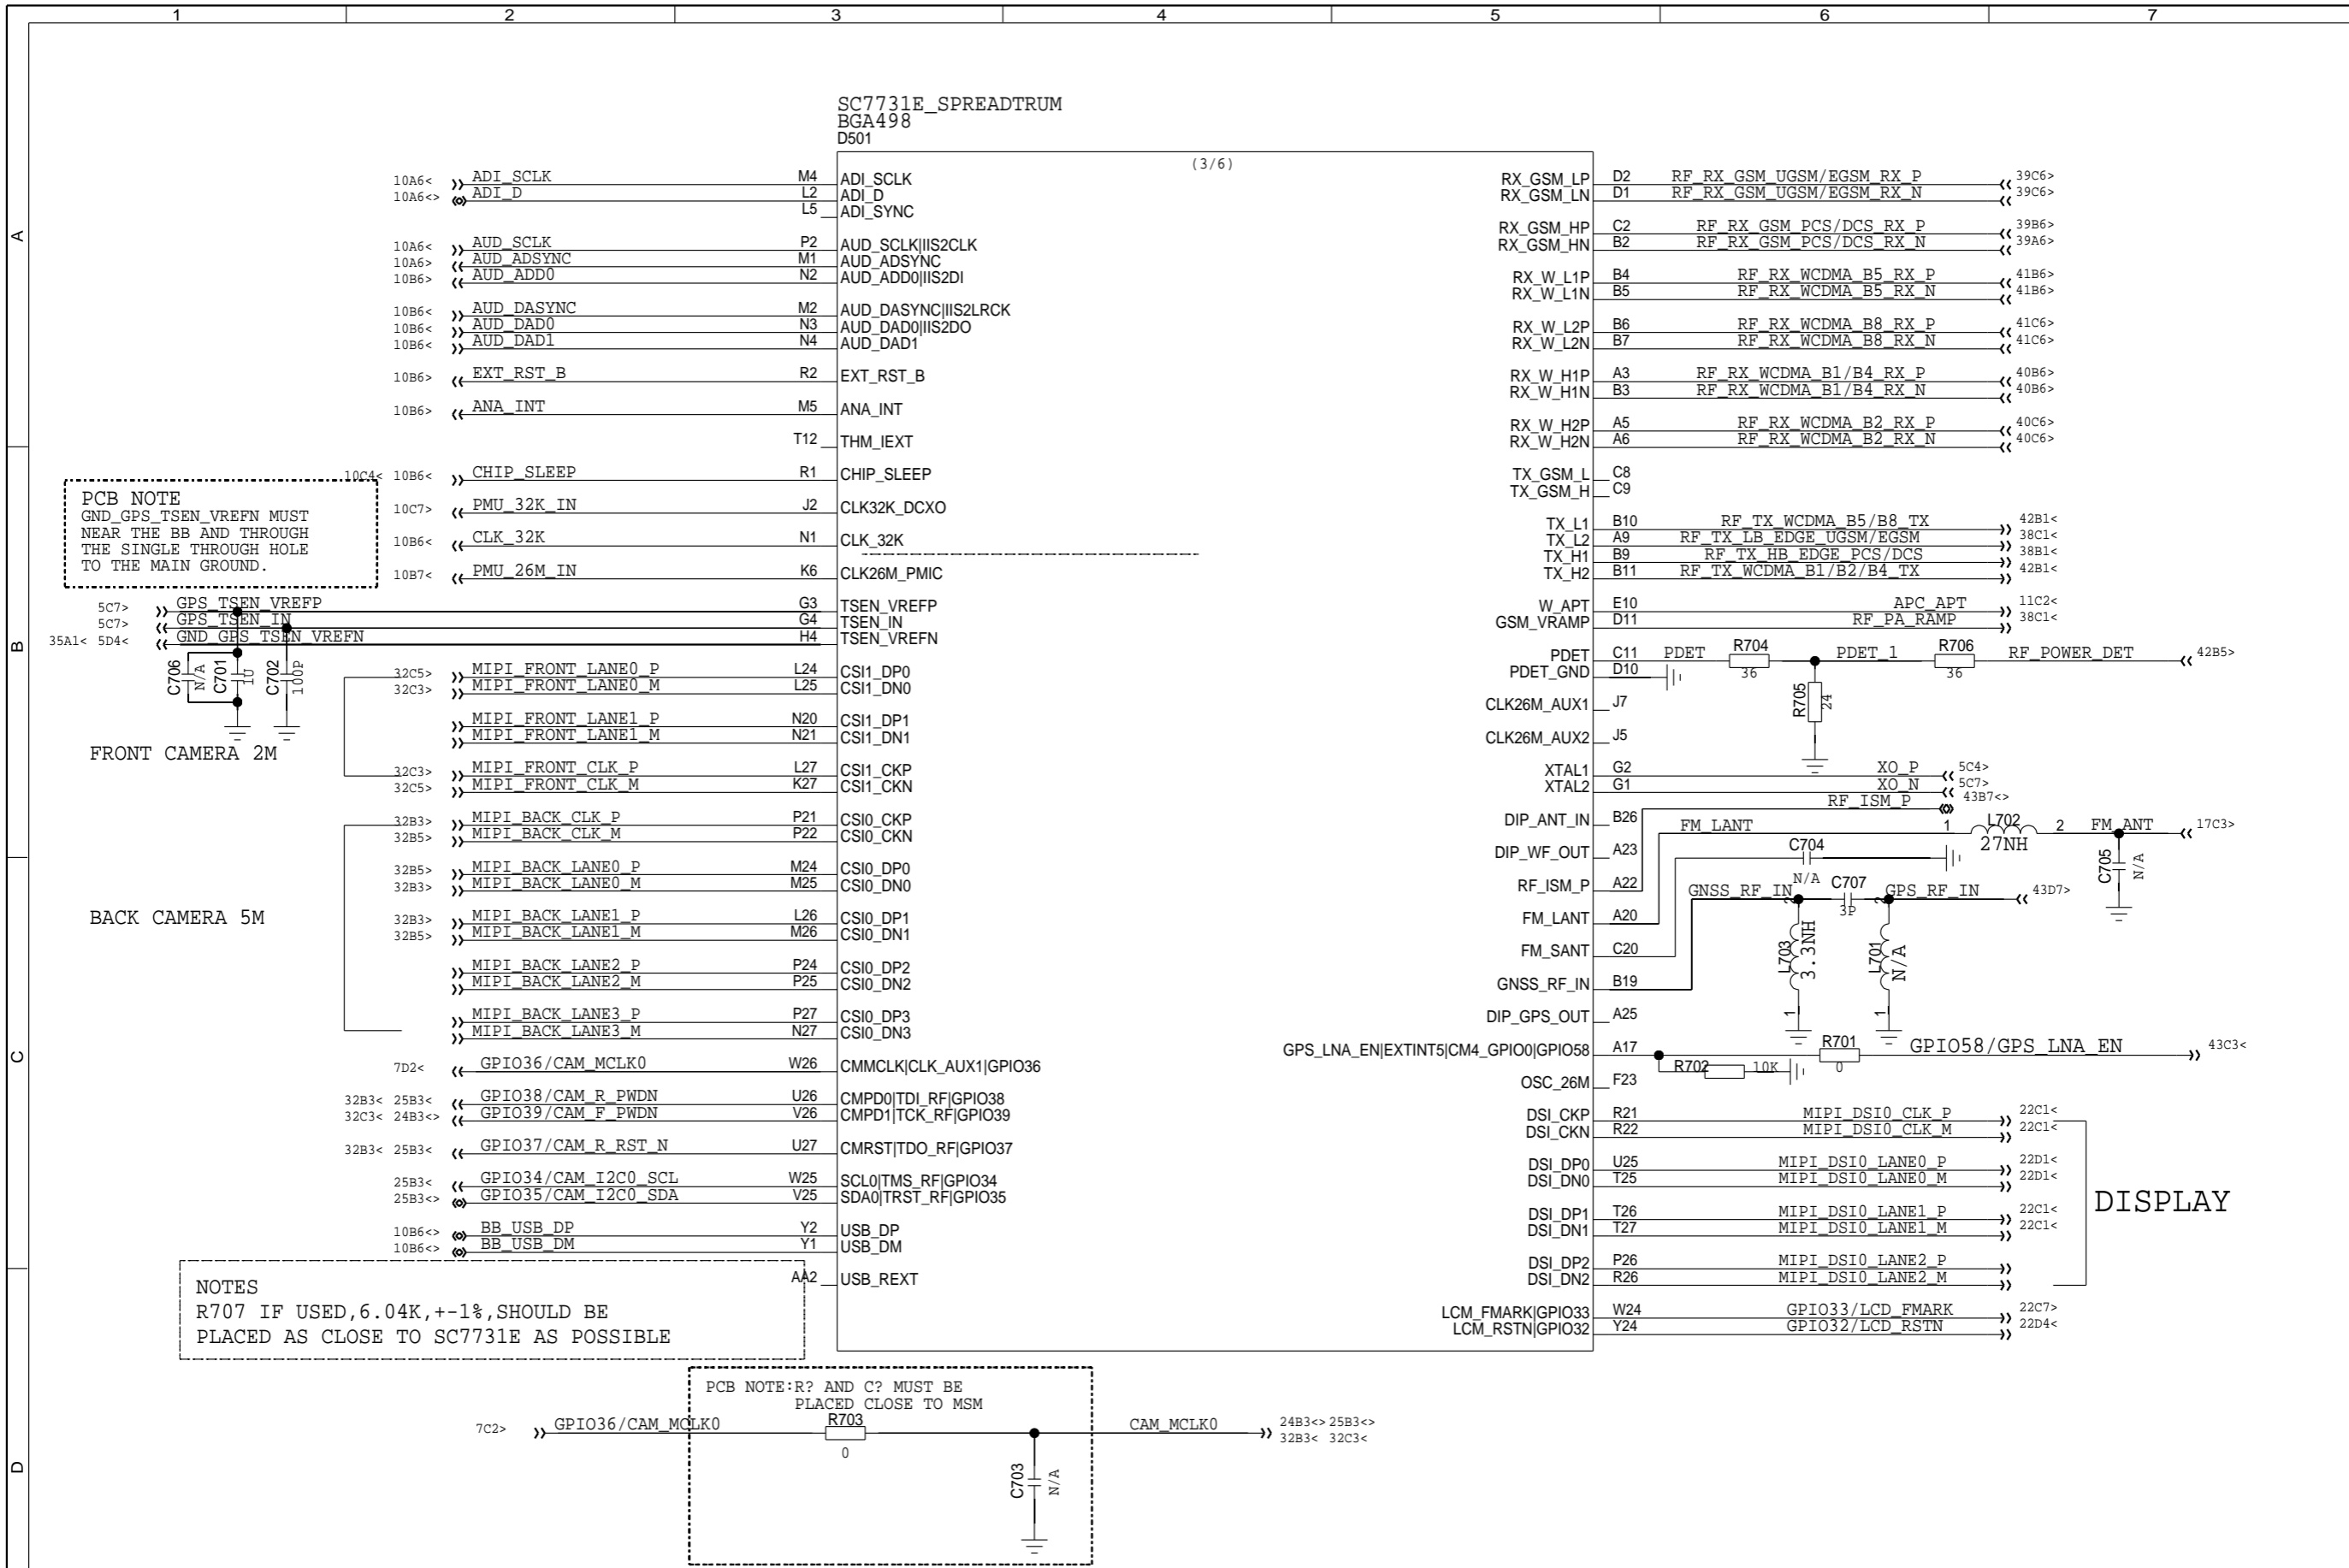 1 2 3 4 5 6 7
A
B
C
D
SC7731E_SPREADTRUM
BGA498
D501
(3/6)
10A6< ADI_SCLK M4 ADI_SCLK
10A6<> ADI_D L2 ADI_D
L5 ADI_SYNC
10A6< AUD_SCLK P2 AUD_SCLK|IIS2CLK
10A6> AUD_ADSYNC M1 AUD_ADSYNC
10B6> AUD_ADD0 N2 AUD_ADD0|IIS2DI
10B6< AUD_DASYNC M2 AUD_DASYNC|IIS2LRCK
10B6< AUD_DAD0 N3 AUD_DAD0|IIS2DO
10B6< AUD_DAD1 N4 AUD_DAD1
10B6> EXT_RST_B R2 EXT_RST_B
10B6> ANA_INT M5 ANA_INT
T12 THM_IEXT
10C4< 10B6< CHIP_SLEEP R1 CHIP_SLEEP
10C7> PMU_32K_IN J2 CLK32K_DCXO
10B6< CLK_32K N1 CLK_32K
10B7> PMU_26M_IN K6 CLK26M_PMIC
PCB NOTE
GND_GPS_TSEN_VREFN MUST
NEAR THE BB AND THROUGH
THE SINGLE THROUGH HOLE
TO THE MAIN GROUND.
5C7> GPS_TSEN_VREFP G3 TSEN_VREFP
5C7> GPS_TSEN_IN G4 TSEN_IN
35A1< 5D4< GND_GPS_TSEN_VREFN H4 TSEN_VREFN
C706 N/A C701 1U C702 100P
32C5> MIPI_FRONT_LANE0_P L24 CSI1_DP0
32C3> MIPI_FRONT_LANE0_M L25 CSI1_DN0
MIPI_FRONT_LANE1_P N20 CSI1_DP1
MIPI_FRONT_LANE1_M N21 CSI1_DN1
FRONT CAMERA 2M
32C3> MIPI_FRONT_CLK_P L27 CSI1_CKP
32C5> MIPI_FRONT_CLK_M K27 CSI1_CKN
32B3> MIPI_BACK_CLK_P P21 CSI0_CKP
32B5> MIPI_BACK_CLK_M P22 CSI0_CKN
32B5> MIPI_BACK_LANE0_P M24 CSI0_DP0
32B3> MIPI_BACK_LANE0_M M25 CSI0_DN0
BACK CAMERA 5M
32B3> MIPI_BACK_LANE1_P L26 CSI0_DP1
32B5> MIPI_BACK_LANE1_M M26 CSI0_DN1
MIPI_BACK_LANE2_P P24 CSI0_DP2
MIPI_BACK_LANE2_M P25 CSI0_DN2
MIPI_BACK_LANE3_P P27 CSI0_DP3
MIPI_BACK_LANE3_M N27 CSI0_DN3
7D2< GPIO36/CAM_MCLK0 W26 CMMCLK|CLK_AUX1|GPIO36
32B3< 25B3< GPIO38/CAM_R_PWDN U26 CMPD0|TDI_RF|GPIO38
32C3< 24B3<> GPIO39/CAM_F_PWDN V26 CMPD1|TCK_RF|GPIO39
32B3< 25B3< GPIO37/CAM_R_RST_N U27 CMRST|TDO_RF|GPIO37
25B3< GPIO34/CAM_I2C0_SCL W25 SCL0|TMS_RF|GPIO34
25B3<> GPIO35/CAM_I2C0_SDA V25 SDA0|TRST_RF|GPIO35
10B6<> BB_USB_DP Y2 USB_DP
10B6<> BB_USB_DM Y1 USB_DM
AA2 USB_REXT
NOTES
R707 IF USED,6.04K,+-1%,SHOULD BE
PLACED AS CLOSE TO SC7731E AS POSSIBLE
RX_GSM_LP D2 RF_RX_GSM_UGSM/EGSM_RX_P 39C6>
RX_GSM_LN D1 RF_RX_GSM_UGSM/EGSM_RX_N 39C6>
RX_GSM_HP C2 RF_RX_GSM_PCS/DCS_RX_P 39B6>
RX_GSM_HN B2 RF_RX_GSM_PCS/DCS_RX_N 39A6>
RX_W_L1P B4 RF_RX_WCDMA_B5_RX_P 41B6>
RX_W_L1N B5 RF_RX_WCDMA_B5_RX_N 41B6>
RX_W_L2P B6 RF_RX_WCDMA_B8_RX_P 41C6>
RX_W_L2N B7 RF_RX_WCDMA_B8_RX_N 41C6>
RX_W_H1P A3 RF_RX_WCDMA_B1/B4_RX_P 40B6>
RX_W_H1N B3 RF_RX_WCDMA_B1/B4_RX_N 40B6>
RX_W_H2P A5 RF_RX_WCDMA_B2_RX_P 40C6>
RX_W_H2N A6 RF_RX_WCDMA_B2_RX_N 40C6>
TX_GSM_L C8
TX_GSM_H C9
TX_L1 B10 RF_TX_WCDMA_B5/B8_TX 42B1<
TX_L2 A9 RF_TX_LB_EDGE_UGSM/EGSM 38C1<
TX_H1 B9 RF_TX_HB_EDGE_PCS/DCS 38B1<
TX_H2 B11 RF_TX_WCDMA_B1/B2/B4_TX 42B1<
W_APT E10 APC_APT 11C2<
GSM_VRAMP D11 RF_PA_RAMP 38C1<
PDET C11 PDET R704 36 PDET_1 R706 36 RF_POWER_DET 42B5>
PDET_GND D10
R705 24
CLK26M_AUX1 J7
CLK26M_AUX2 J5
XTAL1 G2 XO_P 5C4>
XTAL2 G1 XO_N 5C7>
RF_ISM_P 43B7<>
DIP_ANT_IN B26
FM_LANT 1 L702 2 27NH FM_ANT 17C3>
DIP_WF_OUT A23 C704 N/A
C705 N/A
RF_ISM_P A22
GNSS_RF_IN 2 C707 3P 2 GPS_RF_IN 43D7>
FM_LANT A20
FM_SANT C20
L703 3.3NH 1 L701 N/A 1
GNSS_RF_IN B19
DIP_GPS_OUT A25
GPS_LNA_EN|EXTINT5|CM4_GPIO0|GPIO58 A17 R701 0 GPIO58/GPS_LNA_EN 43C3<
R702 10K
OSC_26M F23
DSI_CKP R21 MIPI_DSI0_CLK_P 22C1<
DSI_CKN R22 MIPI_DSI0_CLK_M 22C1<
DSI_DP0 U25 MIPI_DSI0_LANE0_P 22D1<
DSI_DN0 T25 MIPI_DSI0_LANE0_M 22D1<
DISPLAY
DSI_DP1 T26 MIPI_DSI0_LANE1_P 22C1<
DSI_DN1 T27 MIPI_DSI0_LANE1_M 22C1<
DSI_DP2 P26 MIPI_DSI0_LANE2_P
DSI_DN2 R26 MIPI_DSI0_LANE2_M
LCM_FMARK|GPIO33 W24 GPIO33/LCD_FMARK 22C7>
LCM_RSTN|GPIO32 Y24 GPIO32/LCD_RSTN 22D4<
PCB NOTE:R? AND C? MUST BE
PLACED CLOSE TO MSM
7C2> GPIO36/CAM_MCLK0 R703 0 CAM_MCLK0 24B3<> 25B3<>
32B3< 32C3<
C703 N/A